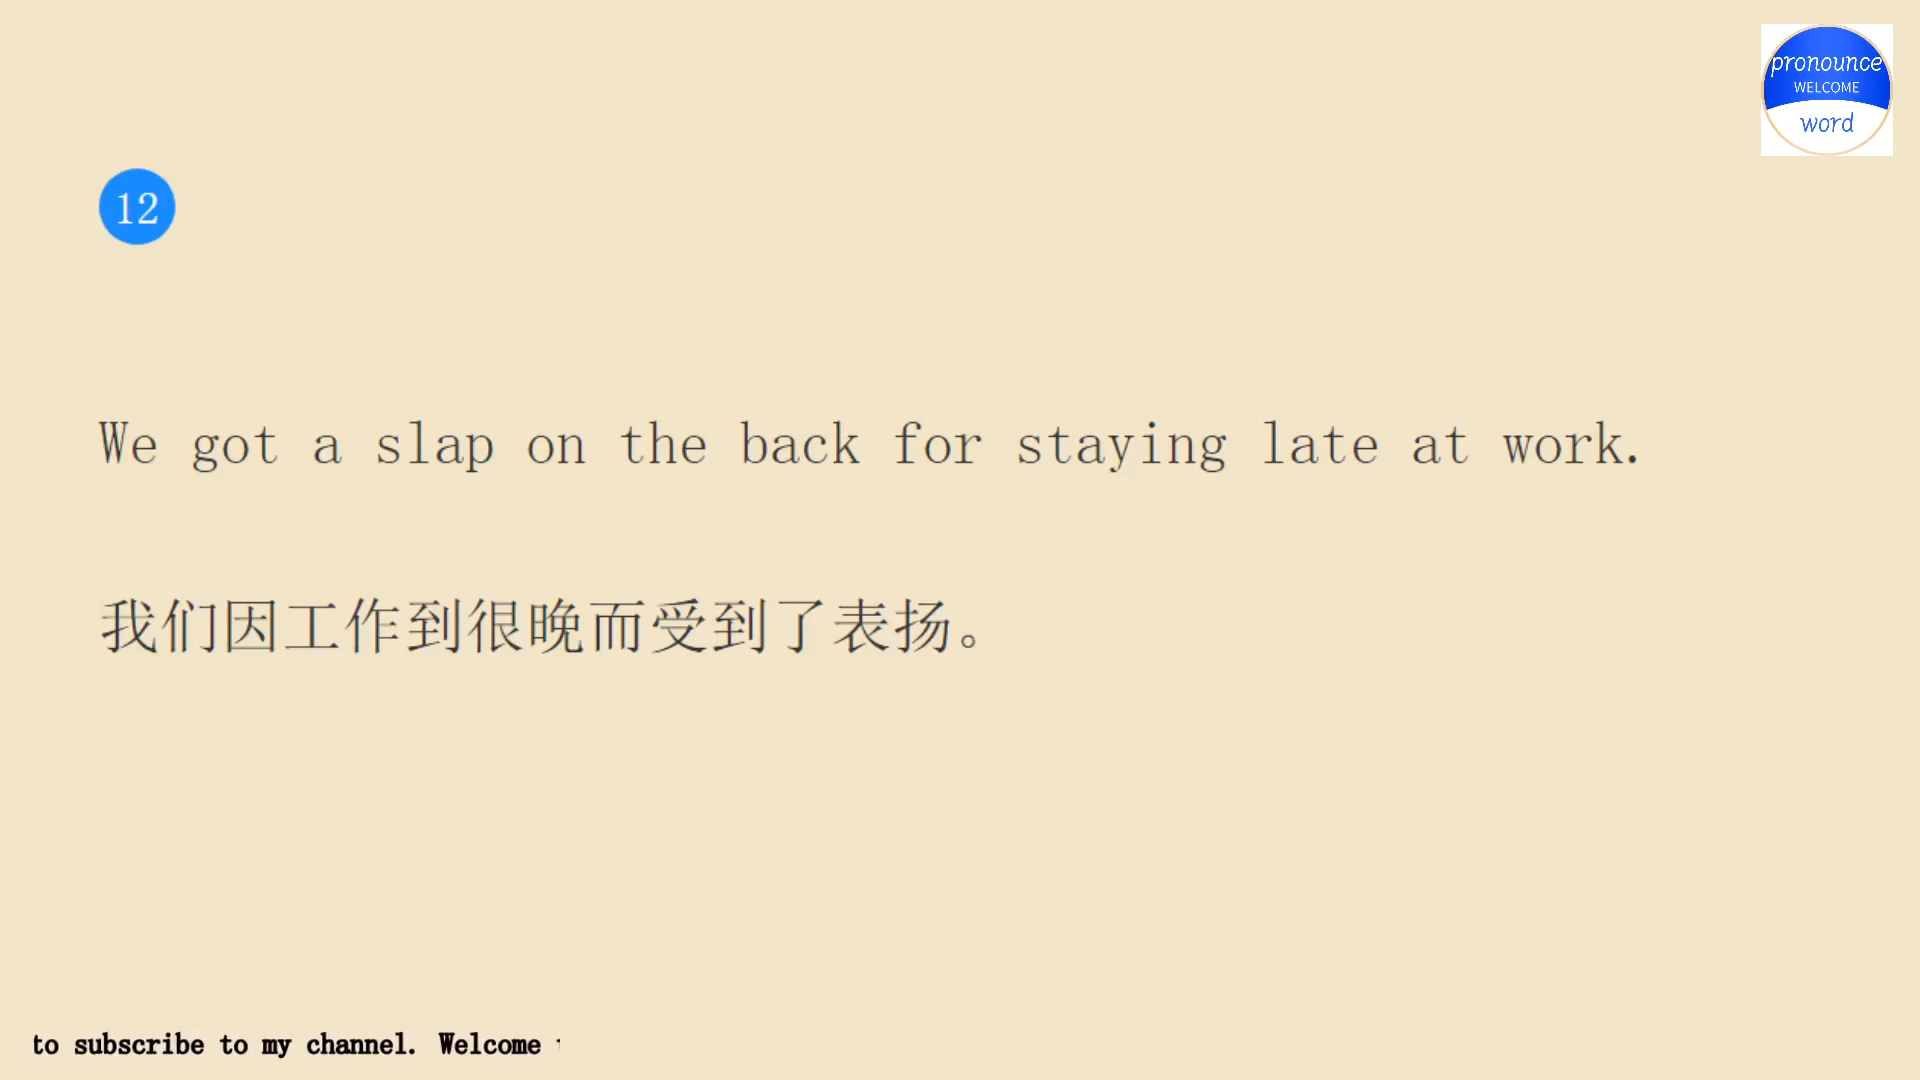 pronounce
WELCOME
word
12
We got a slap on the back for staying late at work.
我们因工作到很晚而受到了表扬。
to subscribe to my channel. Welcome